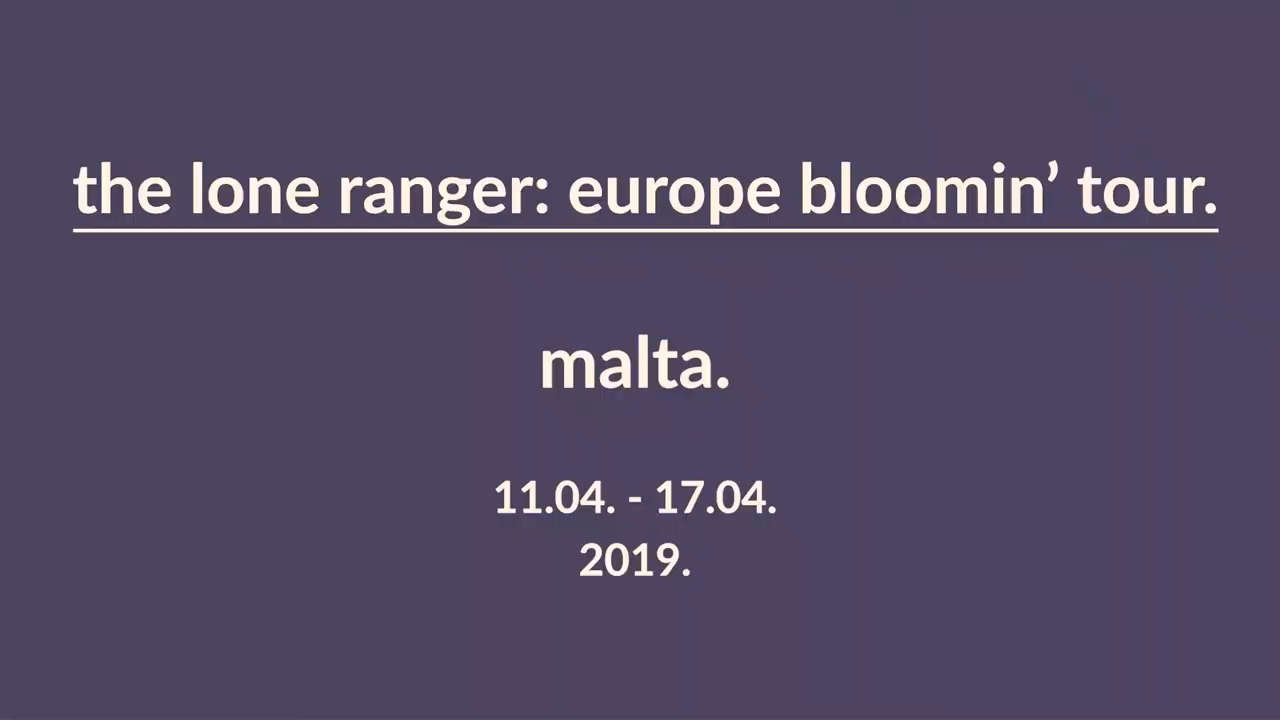 the lone ranger: europe bloomin’ tour.
malta.
11.04. - 17.04.
2019.